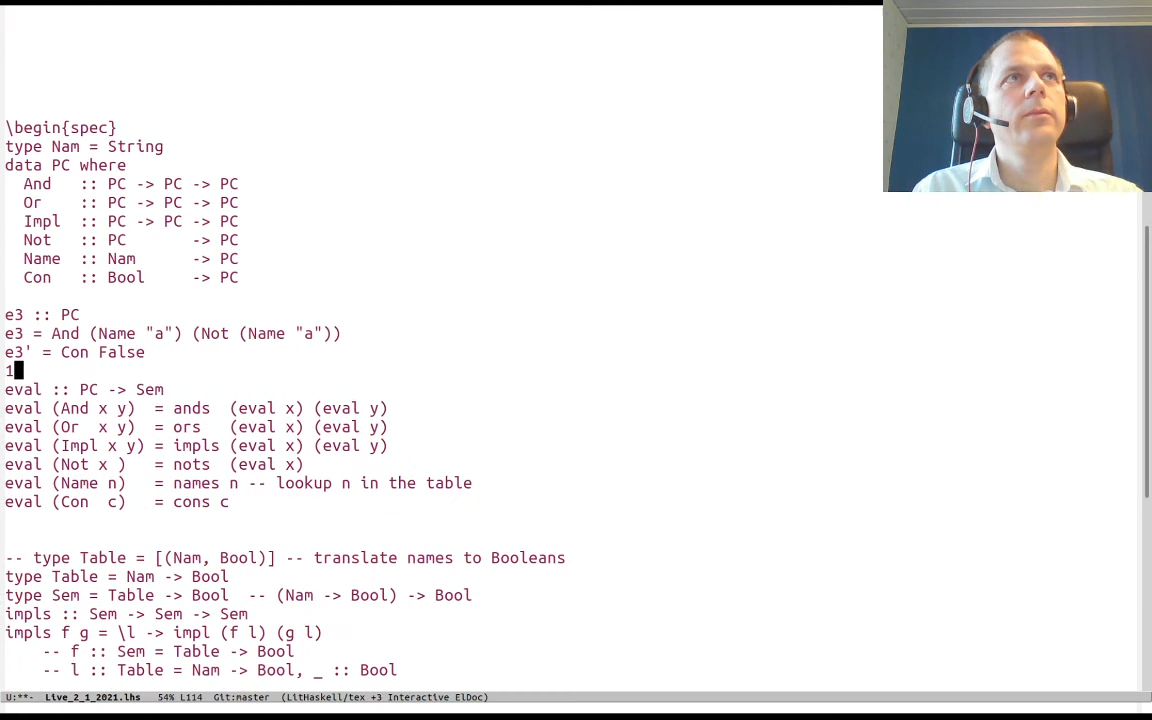 \begin{spec}
type Nam = String
data PC where
  And   :: PC -> PC -> PC
  Or    :: PC -> PC -> PC
  Impl  :: PC -> PC -> PC
  Not   :: PC       -> PC
  Name  :: Nam      -> PC
  Con   :: Bool     -> PC
e3 :: PC
e3 = And (Name "a") (Not (Name "a"))
e3' = Con False
1
eval :: PC -> Sem
eval (And x y)  = ands  (eval x) (eval y)
eval (Or  x y)  = ors   (eval x) (eval y)
eval (Impl x y) = impls (eval x) (eval y)
eval (Not x )   = nots  (eval x)
eval (Name n)   = names n -- lookup n in the table
eval (Con  c)   = cons c
-- type Table = [(Nam, Bool)] -- translate names to Booleans
type Table = Nam -> Bool
type Sem = Table -> Bool  -- (Nam -> Bool) -> Bool
impls :: Sem -> Sem -> Sem
impls f g = \l -> impl (f l) (g l)
    -- f :: Sem = Table -> Bool
    -- l :: Table = Nam -> Bool, _ :: Bool
U:**-  Live_2_1_2021.lhs   54% L114  Git:master  (LitHaskell/tex +3 Interactive ElDoc)